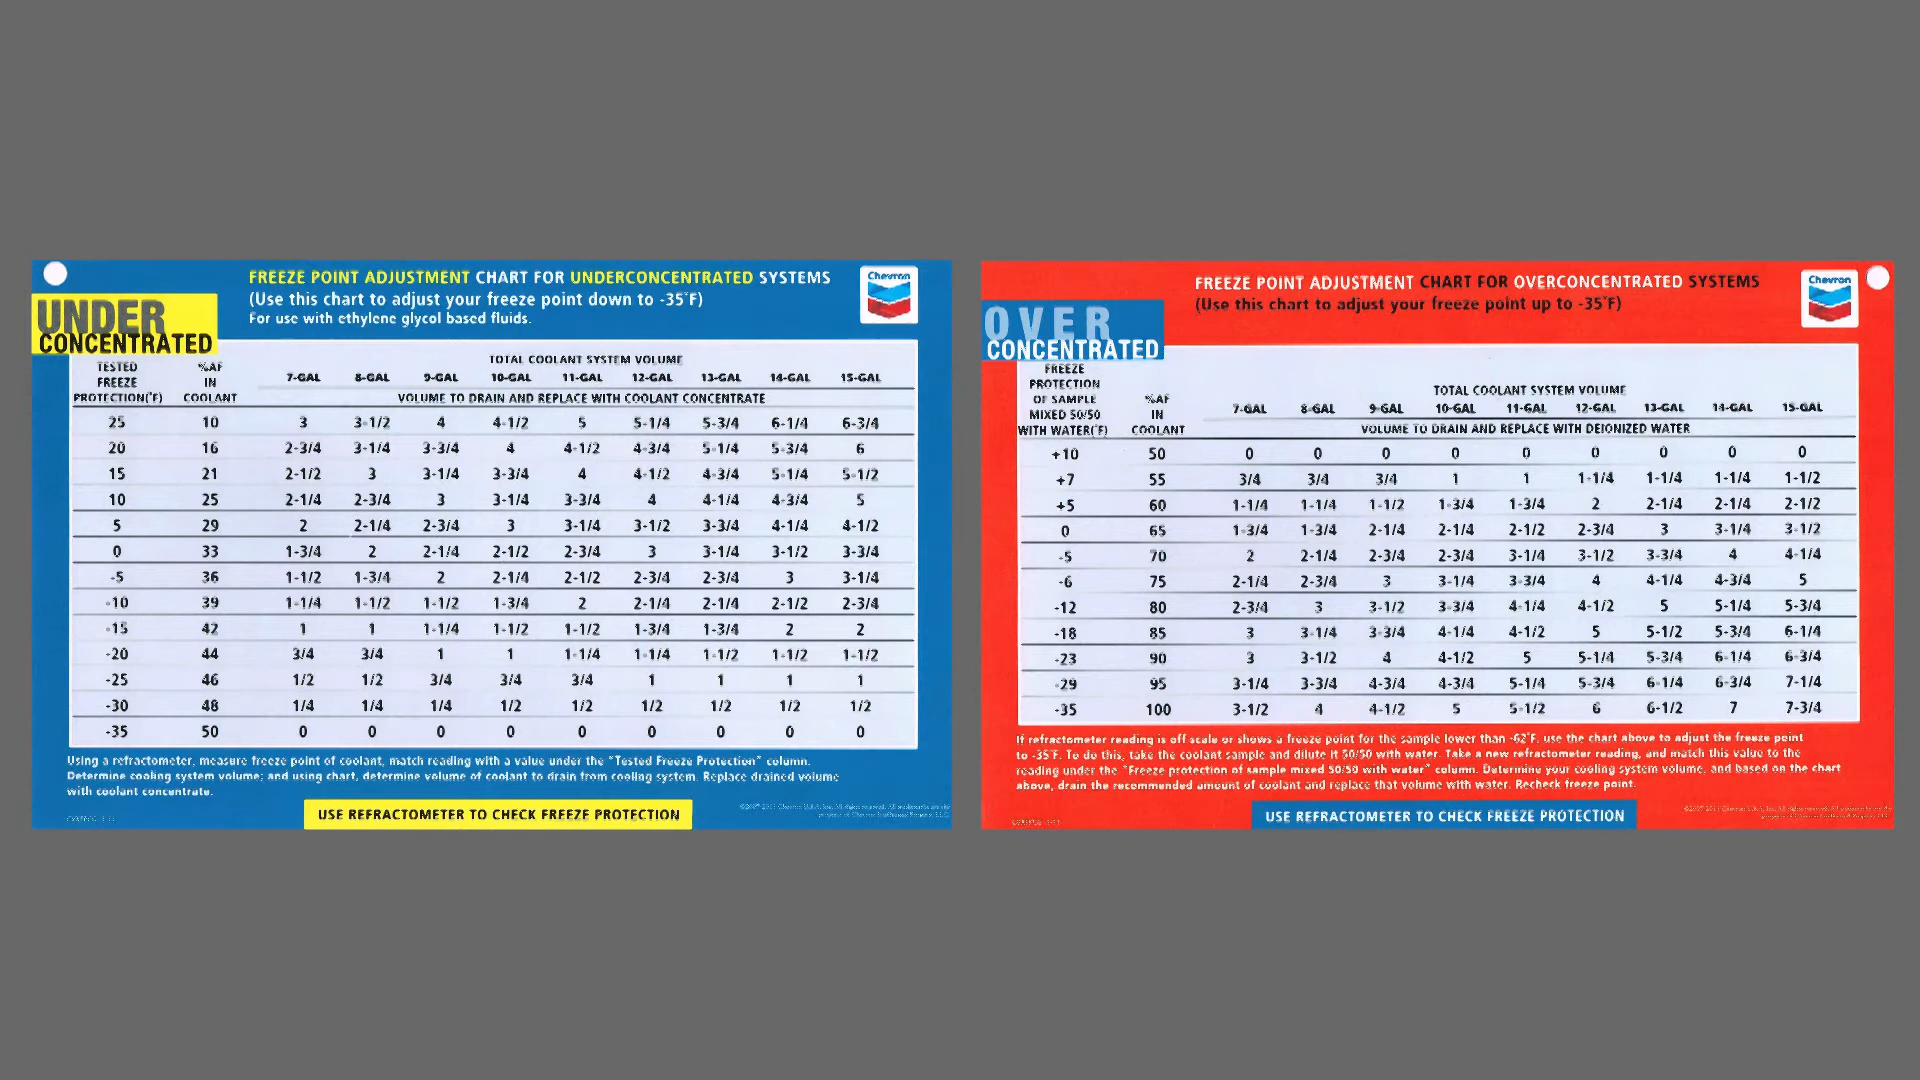 FREEZE POINT ADJUSTMENT CHART FOR UNDERCONCENTRATED SYSTEMS
(Use this chart to adjust your freeze point down to -35°F)
For use with ethylene glycol based fluids.
Chevron
UNDER
CONCENTRATED
TESTED
FREEZE
PROTECTION(°F)
%AF
IN
COOLANT
TOTAL COOLANT SYSTEM VOLUME
7-GAL 8-GAL 9-GAL 10-GAL 11-GAL 12-GAL 13-GAL 14-GAL 15-GAL
VOLUME TO DRAIN AND REPLACE WITH COOLANT CONCENTRATE
25 10 3 3-1/2 4 4-1/2 5 5-1/4 5-3/4 6-1/4 6-3/4
20 16 2-3/4 3-1/4 3-3/4 4 4-1/2 4-3/4 5-1/4 5-3/4 6
15 21 2-1/2 3 3-1/4 3-3/4 4 4-1/2 4-3/4 5-1/4 5-1/2
10 25 2-1/4 2-3/4 3 3-1/4 3-3/4 4 4-1/4 4-3/4 5
5 29 2 2-1/4 2-3/4 3 3-1/4 3-1/2 3-3/4 4-1/4 4-1/2
0 33 1-3/4 2 2-1/4 2-1/2 2-3/4 3 3-1/4 3-1/2 3-3/4
-5 36 1-1/2 1-3/4 2 2-1/4 2-1/2 2-3/4 2-3/4 3 3-1/4
-10 39 1-1/4 1-1/2 1-1/2 1-3/4 2 2-1/4 2-1/4 2-1/2 2-3/4
-15 42 1 1 1-1/4 1-1/2 1-1/2 1-3/4 1-3/4 2 2
-20 44 3/4 3/4 1 1 1-1/4 1-1/4 1-1/2 1-1/2 1-1/2
-25 46 1/2 1/2 3/4 3/4 3/4 1 1 1 1
-30 48 1/4 1/4 1/4 1/2 1/2 1/2 1/2 1/2 1/2
-35 50 0 0 0 0 0 0 0 0 0
Using a refractometer, measure freeze point of coolant, match reading with a value under the "Tested Freeze Protection" column.
Determine cooling system volume; and using chart, determine volume of coolant to drain from cooling system. Replace drained volume
with coolant concentrate.
USE REFRACTOMETER TO CHECK FREEZE PROTECTION
FREEZE POINT ADJUSTMENT CHART FOR OVERCONCENTRATED SYSTEMS
(Use this chart to adjust your freeze point up to -35°F)
Chevron
OVER
CONCENTRATED
FREEZE
PROTECTION
OF SAMPLE
MIXED 50/50
WITH WATER(°F)
%AF
IN
COOLANT
TOTAL COOLANT SYSTEM VOLUME
7-GAL 8-GAL 9-GAL 10-GAL 11-GAL 12-GAL 13-GAL 14-GAL 15-GAL
VOLUME TO DRAIN AND REPLACE WITH DEIONIZED WATER
+10 50 0 0 0 0 0 0 0 0 0
+7 55 3/4 3/4 3/4 1 1 1-1/4 1-1/4 1-1/4 1-1/2
+5 60 1-1/4 1-1/4 1-1/2 1-3/4 1-3/4 2 2-1/4 2-1/4 2-1/2
0 65 1-3/4 1-3/4 2-1/4 2-1/4 2-1/2 2-3/4 3 3-1/4 3-1/2
-5 70 2 2-1/4 2-3/4 2-3/4 3-1/4 3-1/2 3-3/4 4 4-1/4
-6 75 2-1/4 2-3/4 3 3-1/4 3-3/4 4 4-1/4 4-3/4 5
-12 80 2-3/4 3 3-1/2 3-3/4 4-1/4 4-1/2 5 5-1/4 5-3/4
-18 85 3 3-1/4 3-3/4 4-1/4 4-1/2 5 5-1/2 5-3/4 6-1/4
-23 90 3 3-1/2 4 4-1/2 5 5-1/4 5-3/4 6-1/4 6-3/4
-29 95 3-1/4 3-3/4 4-3/4 4-3/4 5-1/4 5-3/4 6-1/4 6-3/4 7-1/4
-35 100 3-1/2 4 4-1/2 5 5-1/2 6 6-1/2 7 7-3/4
If refractometer reading is off scale or shows a freeze point for the sample lower than -62°F, use the chart above to adjust the freeze point
to -35°F. To do this, take the coolant sample and dilute it 50/50 with water. Take a new refractometer reading, and match this value to the
reading under the "Freeze protection of sample mixed 50:50 with water" column. Determine your cooling system volume, and based on the chart
above, drain the recommended amount of coolant and replace that volume with water. Recheck freeze point.
USE REFRACTOMETER TO CHECK FREEZE PROTECTION